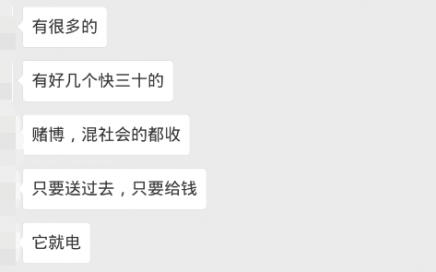 有很多的
有好几个快三十的
赌博，混社会的都收
只要送过去，只要给钱
它就电